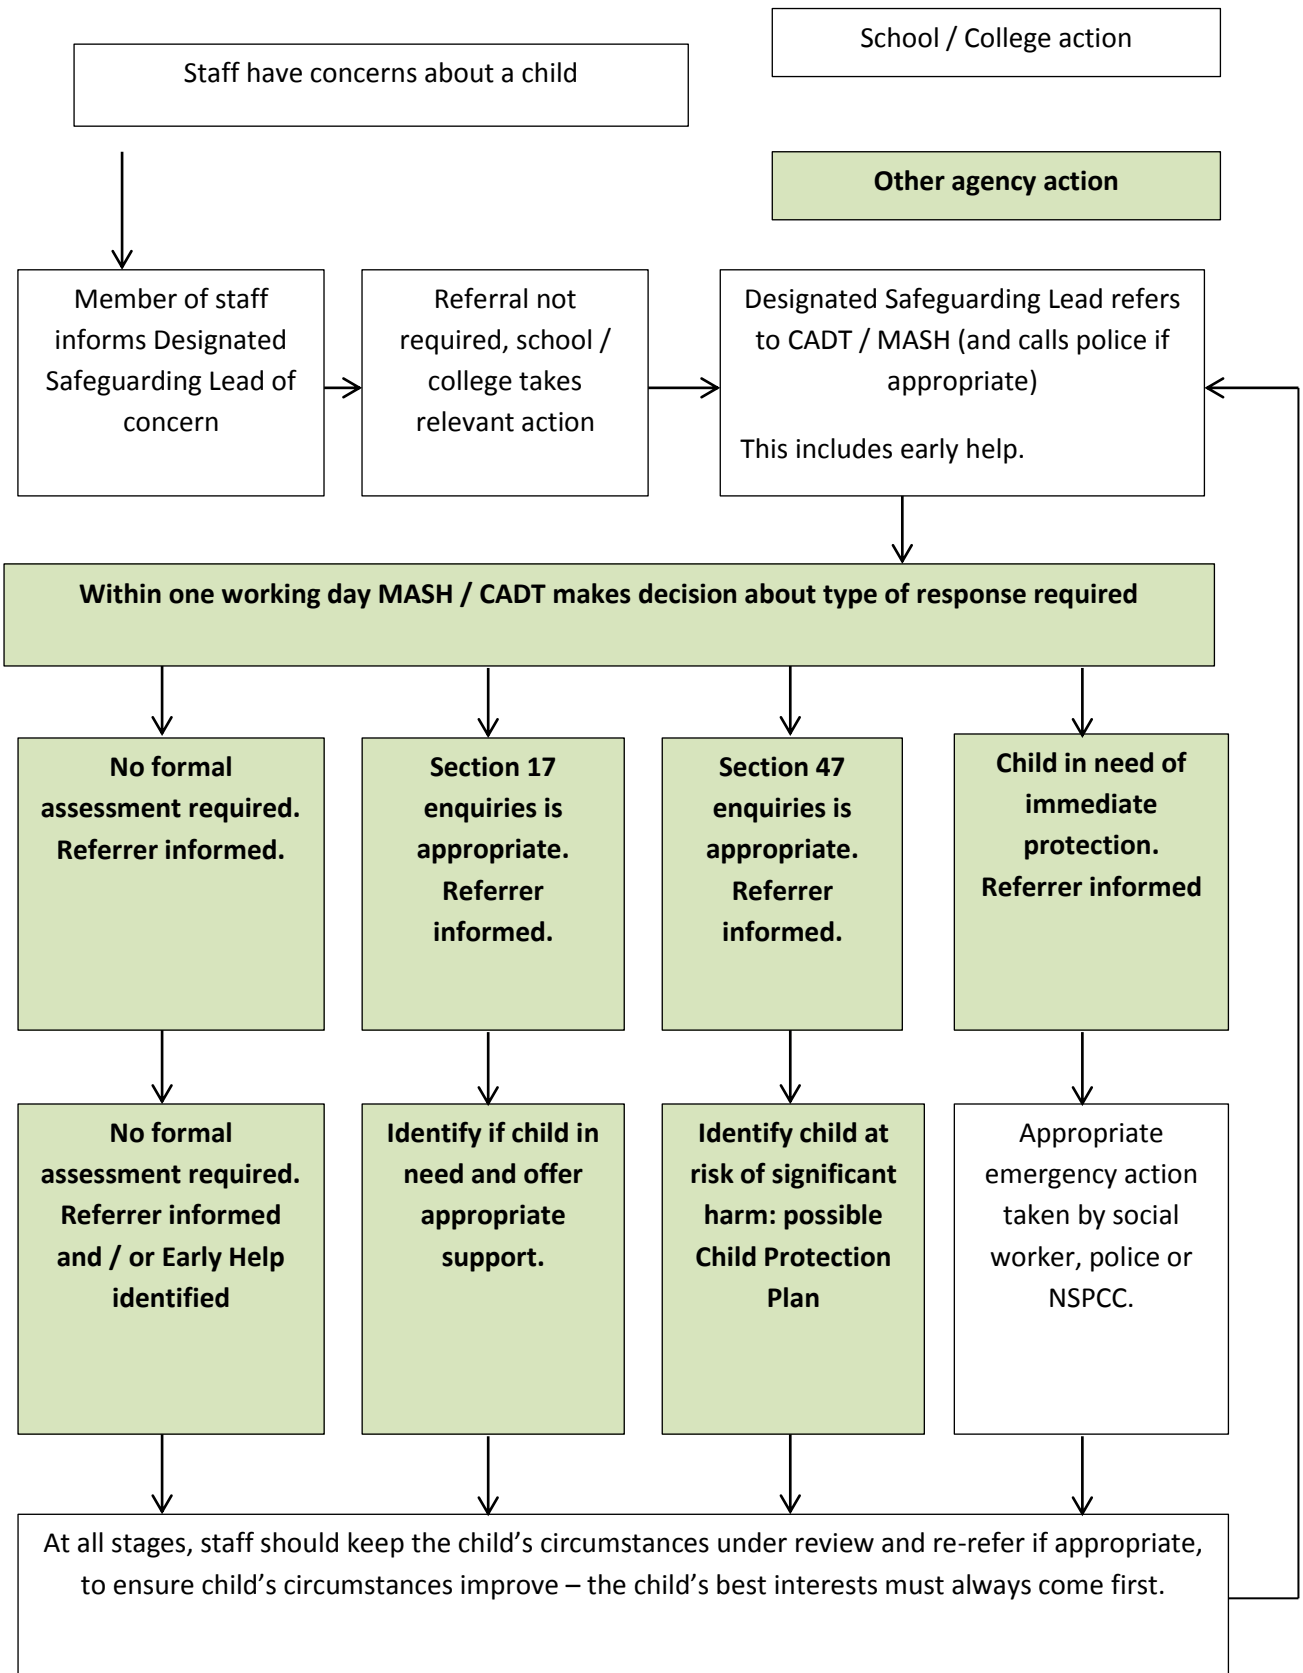 School / College action
Staff have concerns about a child
Other agency action
Member of staff
informs Designated
Safeguarding Lead of
concern
Referral not
required, school /
college takes
relevant action
Designated Safeguarding Lead refers
to CADT / MASH (and calls police if
appropriate)
This includes early help.
Within one working day MASH / CADT makes decision about type of response required
No formal
assessment required.
Referrer informed.
Section 17
enquiries is
appropriate.
Referrer
informed.
Section 47
enquiries is
appropriate.
Referrer
informed.
Child in need of
immediate
protection.
Referrer informed
No formal
assessment required.
Referrer informed
and / or Early Help
identified
Identify if child in
need and offer
appropriate
support.
Identify child at
risk of significant
harm: possible
Child Protection
Plan
Appropriate
emergency action
taken by social
worker, police or
NSPCC.
At all stages, staff should keep the child’s circumstances under review and re-refer if appropriate,
to ensure child’s circumstances improve – the child’s best interests must always come first.